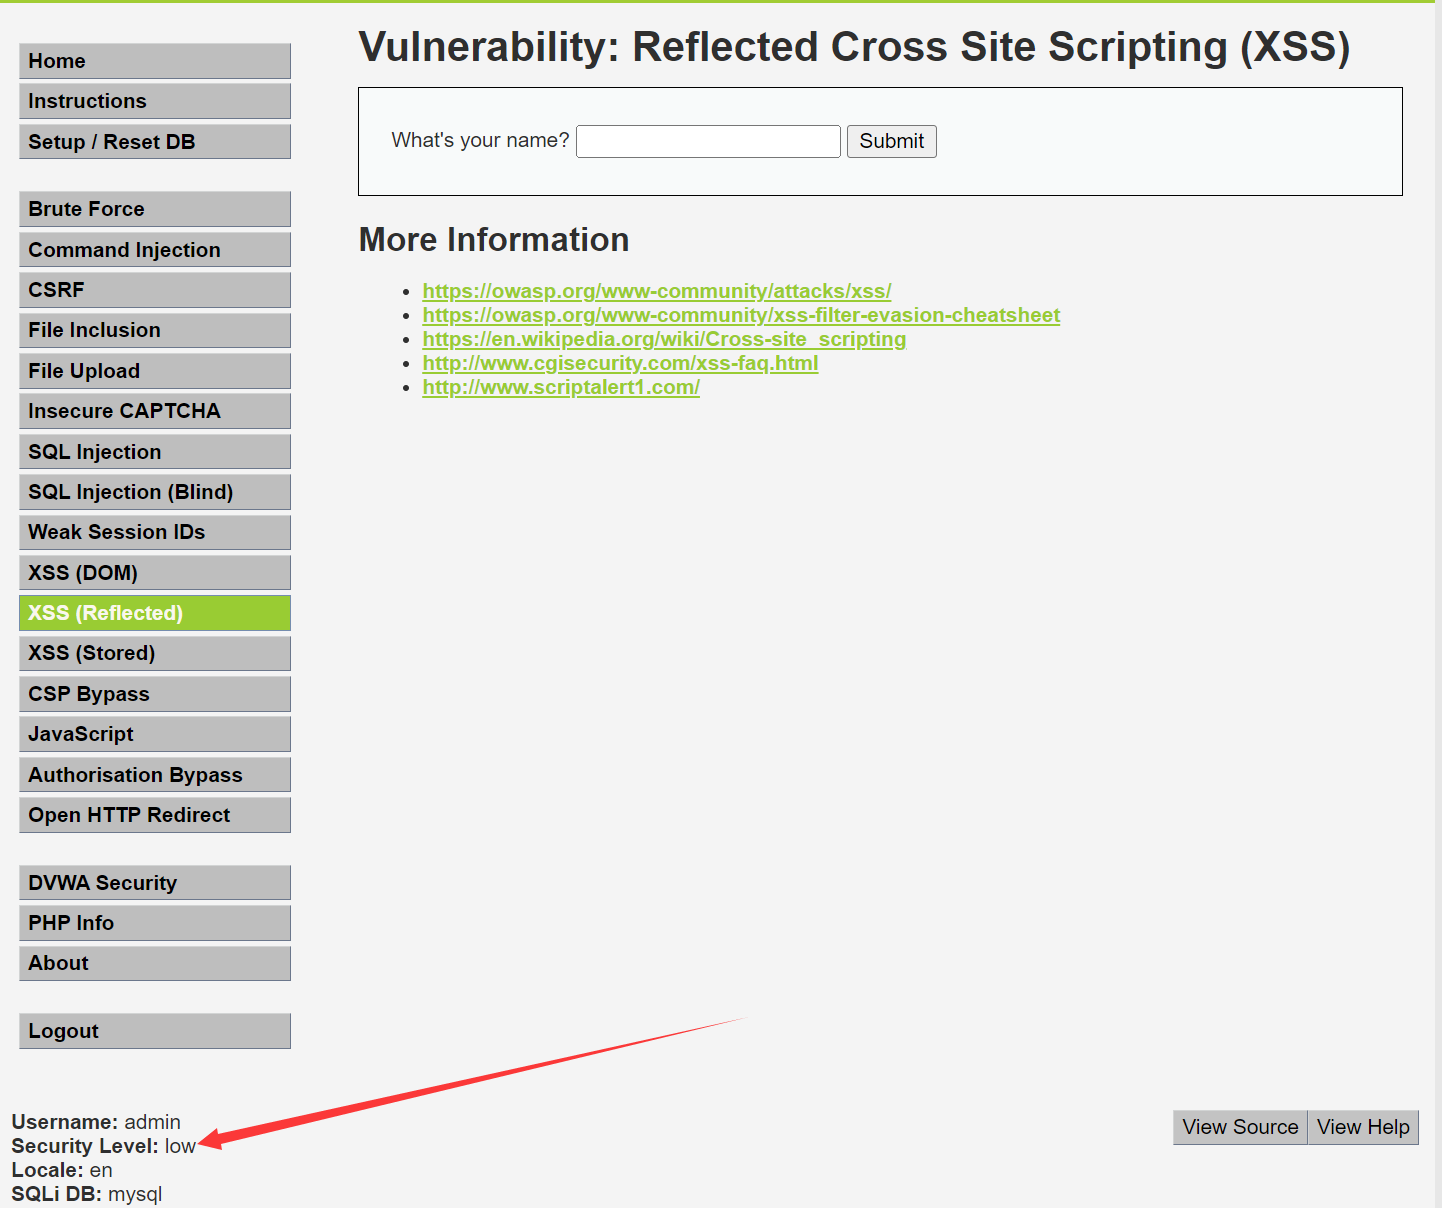 Home
Instructions
Setup / Reset DB
Brute Force
Command Injection
CSRF
File Inclusion
File Upload
Insecure CAPTCHA
SQL Injection
SQL Injection (Blind)
Weak Session IDs
XSS (DOM)
XSS (Reflected)
XSS (Stored)
CSP Bypass
JavaScript
Authorisation Bypass
Open HTTP Redirect
DVWA Security
PHP Info
About
Logout
Vulnerability: Reflected Cross Site Scripting (XSS)
What's your name? Submit
More Information
https://owasp.org/www-community/attacks/xss/
https://owasp.org/www-community/xss-filter-evasion-cheatsheet
https://en.wikipedia.org/wiki/Cross-site_scripting
http://www.cgisecurity.com/xss-faq.html
http://www.scriptalert1.com/
Username: admin
Security Level: low
Locale: en
SQLi DB: mysql
View Source View Help